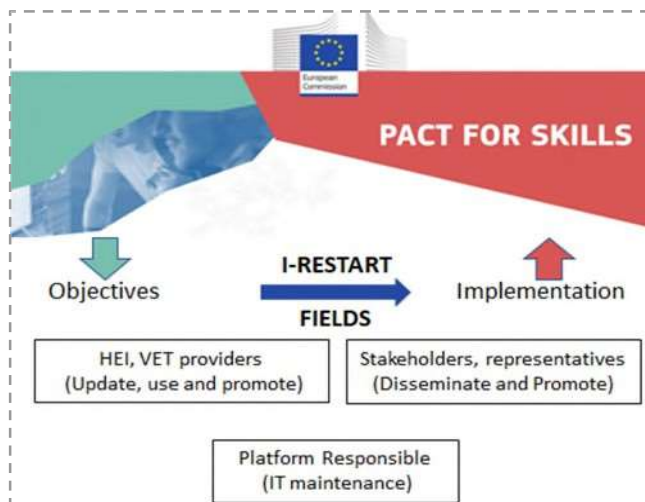 European
Commission
PACT FOR SKILLS
I-RESTART
Objectives
Implementation
FIELDS
HEI, VET providers
(Update, use and promote)
Stakeholders, representatives
(Disseminate and Promote)
Platform Responsible
(IT maintenance)